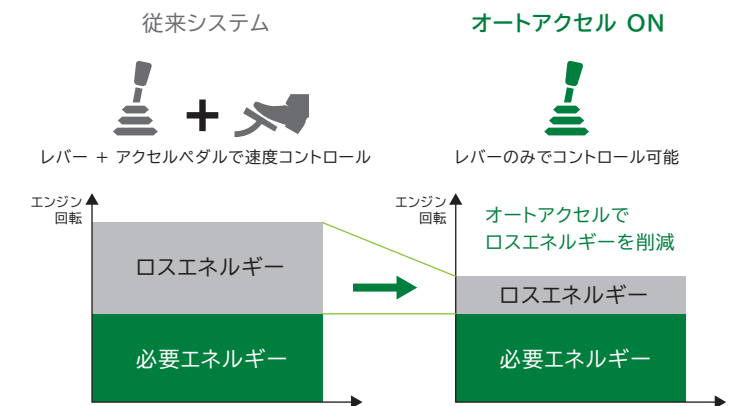 従来システム
オートアクセル ON
レバー + アクセルペダルで速度コントロール
レバーのみでコントロール可能
エンジン
回転
ロスエネルギー
必要エネルギー
エンジン
回転
オートアクセルで
ロスエネルギーを削減
ロスエネルギー
必要エネルギー